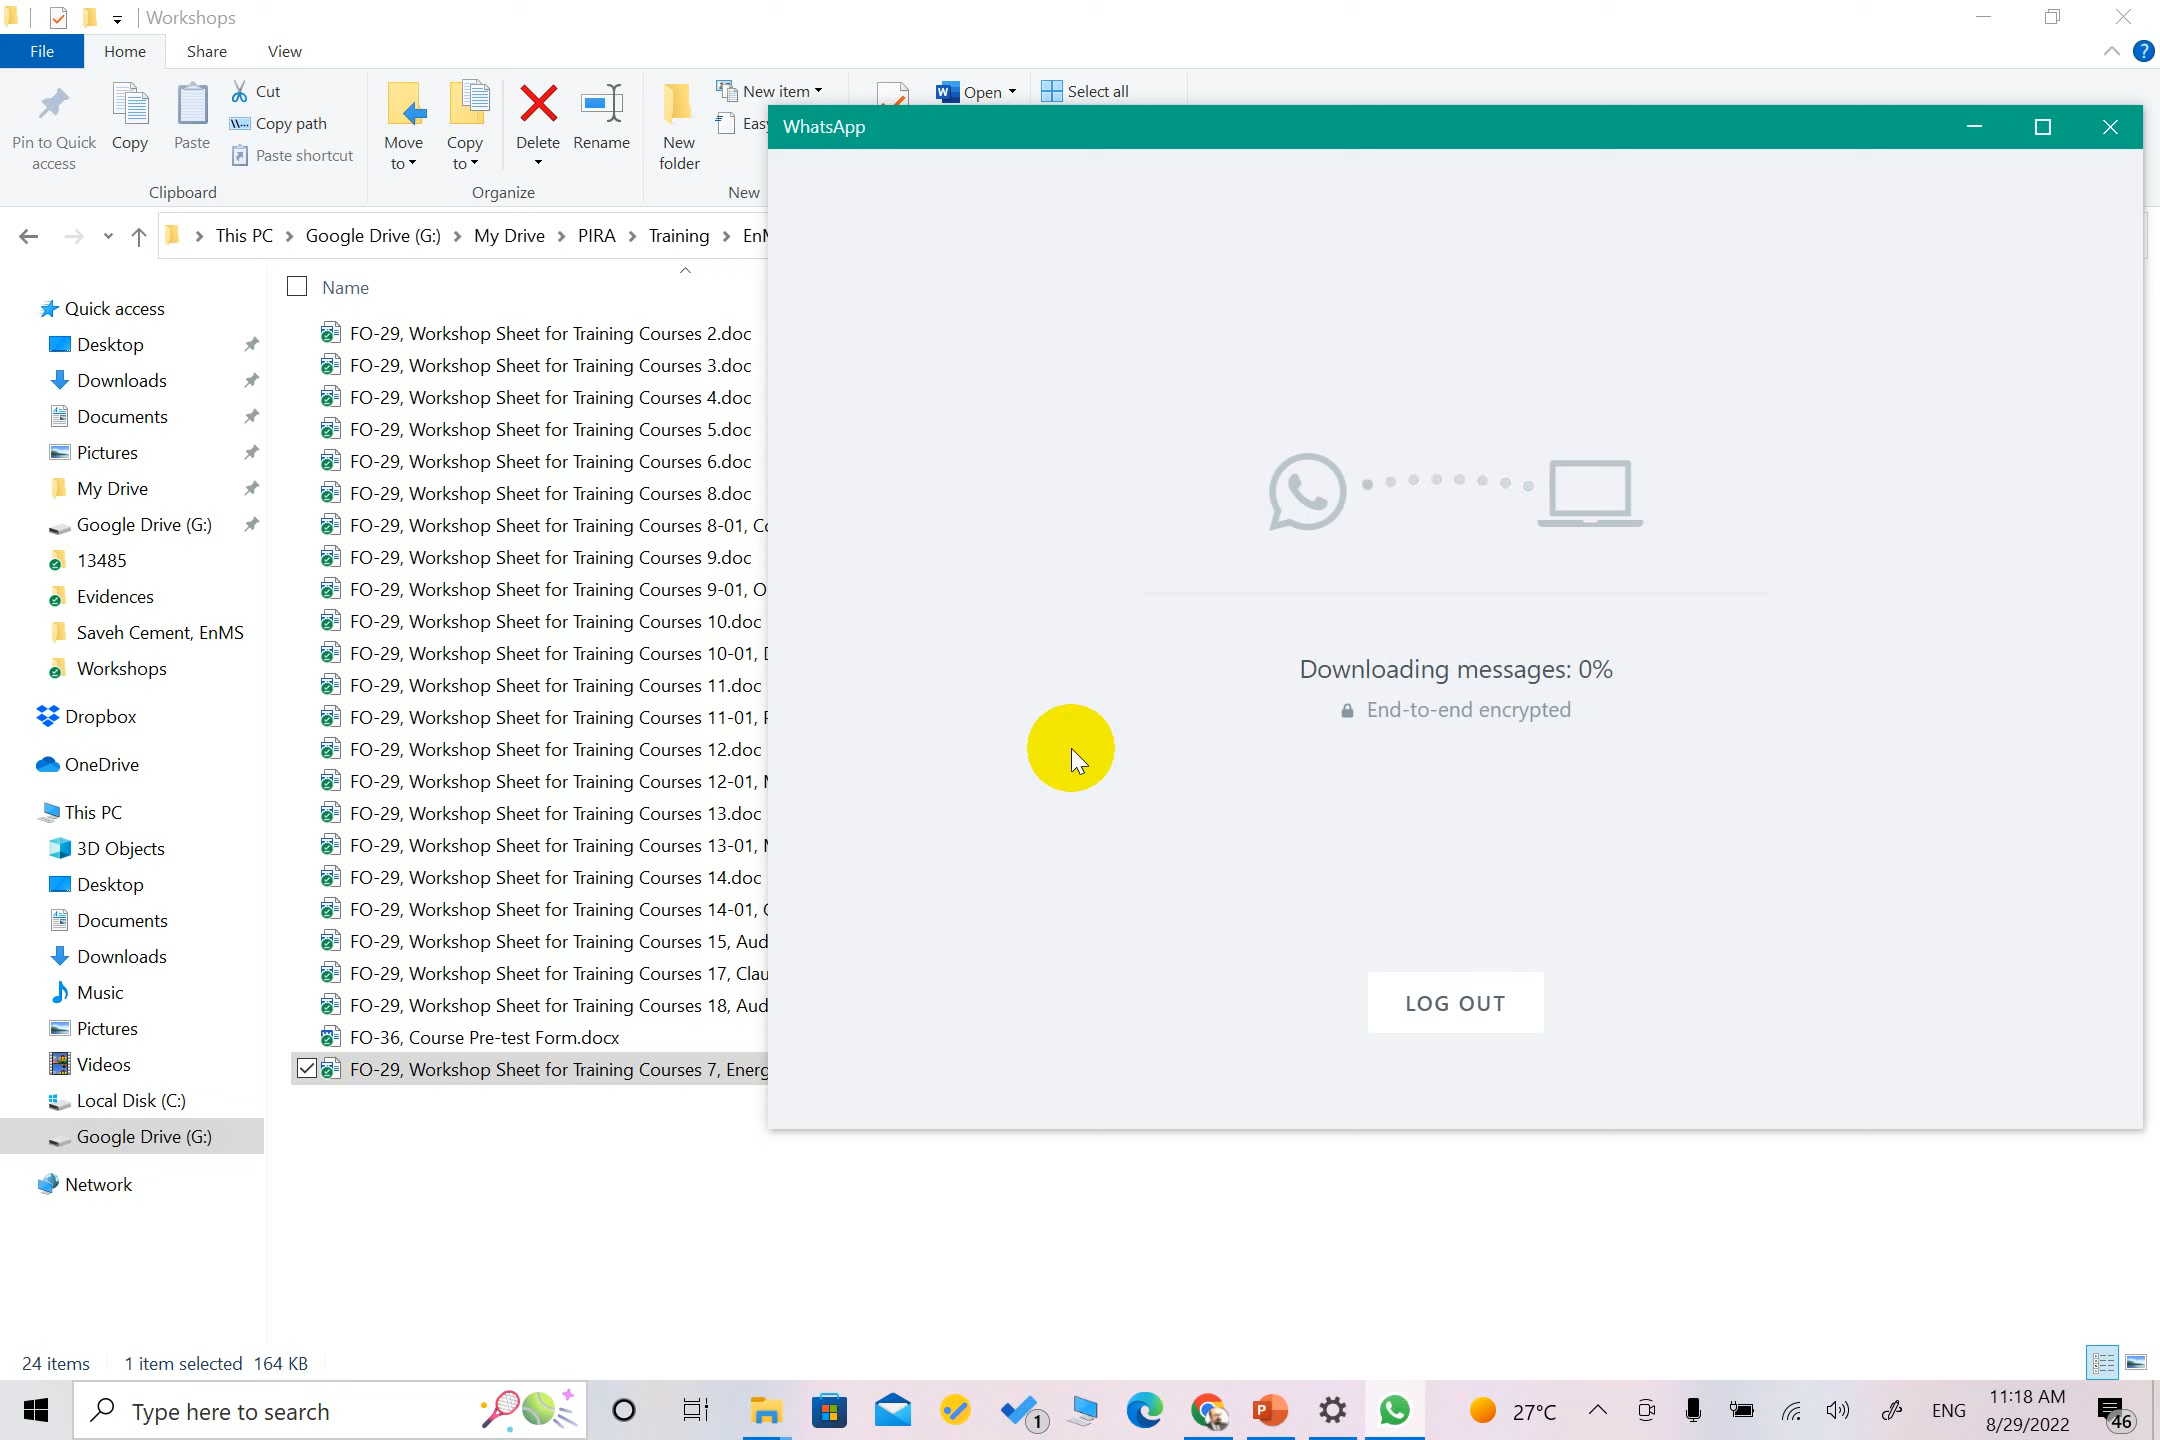 Workshops
File Home Share View
Pin to Quick access
Copy
Paste
Cut
Copy path
Paste shortcut
Clipboard
Move to
Copy to
Delete
Rename
Organize
New folder
New item
Easy
New
Open
Select all
This PC > Google Drive (G:) > My Drive > PIRA > Training >
Name
Quick access
Desktop
Downloads
Documents
Pictures
My Drive
Google Drive (G:)
13485
Evidences
Saveh Cement, EnMS
Workshops
Dropbox
OneDrive
This PC
3D Objects
Desktop
Documents
Downloads
Music
Pictures
Videos
Local Disk (C:)
Google Drive (G:)
Network
FO-29, Workshop Sheet for Training Courses 2.doc
FO-29, Workshop Sheet for Training Courses 3.doc
FO-29, Workshop Sheet for Training Courses 4.doc
FO-29, Workshop Sheet for Training Courses 5.doc
FO-29, Workshop Sheet for Training Courses 6.doc
FO-29, Workshop Sheet for Training Courses 8.doc
FO-29, Workshop Sheet for Training Courses 8-01,
FO-29, Workshop Sheet for Training Courses 9.doc
FO-29, Workshop Sheet for Training Courses 9-01,
FO-29, Workshop Sheet for Training Courses 10.doc
FO-29, Workshop Sheet for Training Courses 10-01,
FO-29, Workshop Sheet for Training Courses 11.doc
FO-29, Workshop Sheet for Training Courses 11-01,
FO-29, Workshop Sheet for Training Courses 12.doc
FO-29, Workshop Sheet for Training Courses 12-01,
FO-29, Workshop Sheet for Training Courses 13.doc
FO-29, Workshop Sheet for Training Courses 13-01,
FO-29, Workshop Sheet for Training Courses 14.doc
FO-29, Workshop Sheet for Training Courses 14-01,
FO-29, Workshop Sheet for Training Courses 15, Aud
FO-29, Workshop Sheet for Training Courses 17, Clau
FO-29, Workshop Sheet for Training Courses 18, Aud
FO-36, Course Pre-test Form.docx
FO-29, Workshop Sheet for Training Courses 7, Energ
WhatsApp
Downloading messages: 0%
End-to-end encrypted
LOG OUT
24 items 1 item selected 164 KB
Type here to search
1
27°C
ENG
11:18 AM
8/29/2022
46